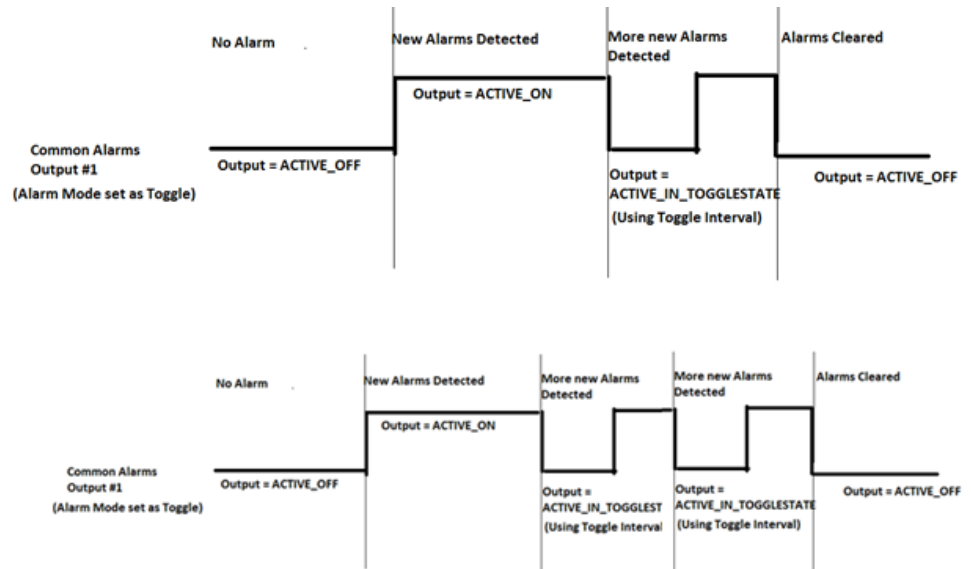 No Alarm
New Alarms Detected
More new Alarms
Detected
Alarms Cleared
Output = ACTIVE_ON
Common Alarms
Output #1
(Alarm Mode set as Toggle)
Output = ACTIVE_OFF
Output =
ACTIVE_IN_TOGGLESTATE
(Using Toggle Interval)
Output = ACTIVE_OFF
No Alarm
New Alarms Detected
More new Alarms
Detected
More new Alarms
Detected
Alarms Cleared
Output = ACTIVE_ON
Common Alarms
Output #1
(Alarm Mode set as Toggle)
Output = ACTIVE_OFF
Output =
ACTIVE_IN_TOGGLEST
(Using Toggle Interval
Output =
ACTIVE_IN_TOGGLESTATE
(Using Toggle Interval)
Output = ACTIVE_OFF